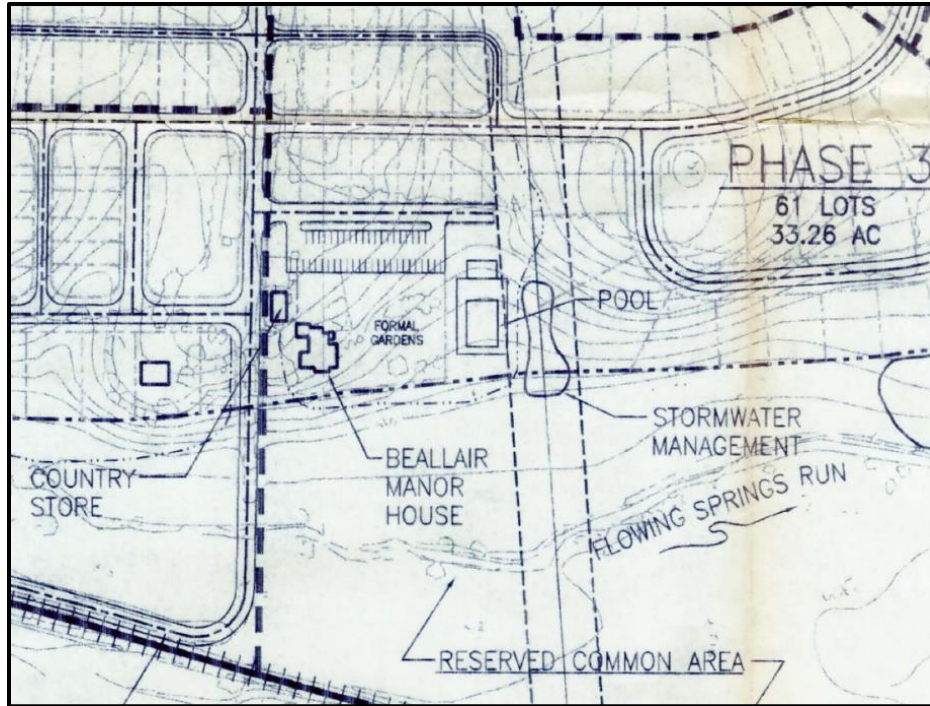 PHASE 3
61 LOTS
33.26 AC
POOL
FORMAL
GARDENS
STORMWATER
MANAGEMENT
COUNTRY
STORE
BEALLAIR
MANOR
HOUSE
FLOWING SPRINGS RUN
RESERVED COMMON AREA